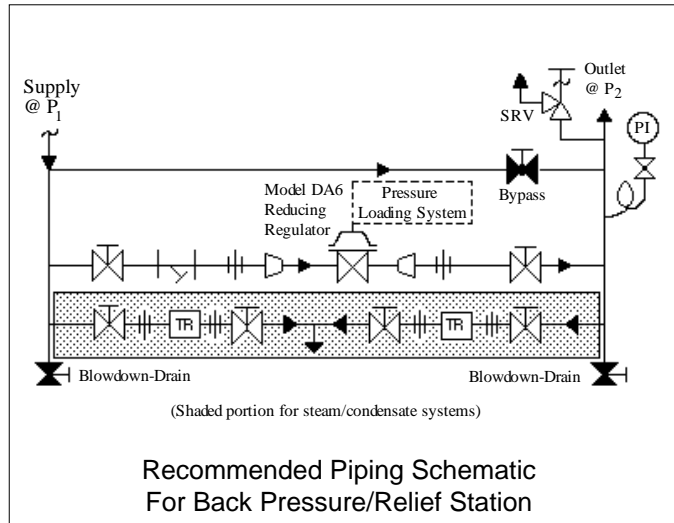 Supply
@ P1
Outlet
@ P2
SRV
PI
Model DA6
Reducing
Regulator
Pressure
Loading System
Bypass
TR
TR
Blowdown-Drain
Blowdown-Drain
(Shaded portion for steam/condensate systems)
Recommended Piping Schematic
For Back Pressure/Relief Station